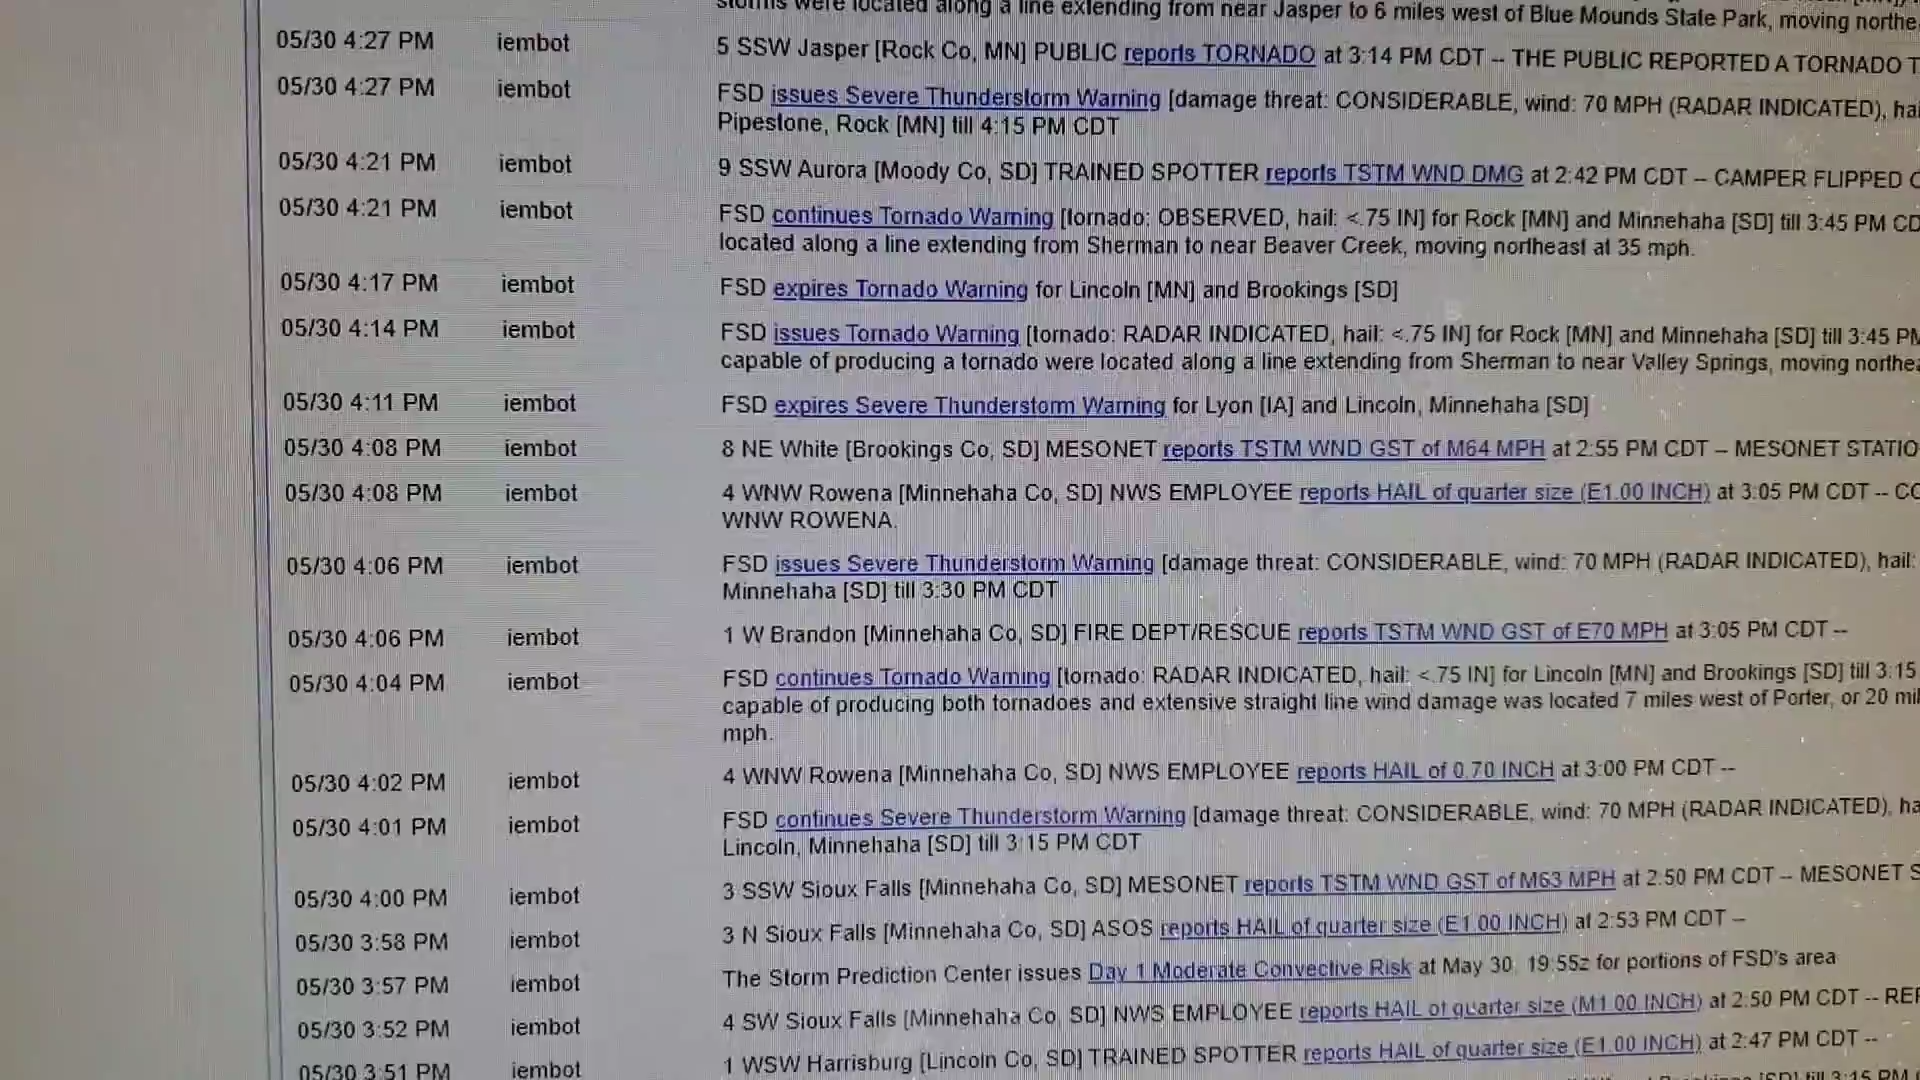 storms were located along a line extending from near Jasper to 6 miles west of Blue Mounds State Park, moving northe
05/30 4:27 PM iembot 5 SSW Jasper [Rock Co, MN] PUBLIC reports TORNADO at 3:14 PM CDT -- THE PUBLIC REPORTED A TORNADO T
05/30 4:27 PM iembot FSD issues Severe Thunderstorm Warning [damage threat: CONSIDERABLE, wind: 70 MPH (RADAR INDICATED), hai
Pipestone, Rock [MN] till 4:15 PM CDT
05/30 4:21 PM iembot 9 SSW Aurora [Moody Co, SD] TRAINED SPOTTER reports TSTM WND DMG at 2:42 PM CDT -- CAMPER FLIPPED
05/30 4:21 PM iembot FSD continues Tornado Warning [tornado: OBSERVED, hail: <.75 IN] for Rock [MN] and Minnehaha [SD] till 3:45 PM CD
located along a line extending from Sherman to near Beaver Creek, moving northeast at 35 mph.
05/30 4:17 PM iembot FSD expires Tornado Warning for Lincoln [MN] and Brookings [SD]
05/30 4:14 PM iembot FSD issues Tornado Warning [tornado: RADAR INDICATED, hail: <.75 IN] for Rock [MN] and Minnehaha [SD] till 3:45 PM
capable of producing a tornado were located along a line extending from Sherman to near Valley Springs, moving northea
05/30 4:11 PM iembot FSD expires Severe Thunderstorm Warning for Lyon [IA] and Lincoln, Minnehaha [SD]
05/30 4:08 PM iembot 8 NE White [Brookings Co, SD] MESONET reports TSTM WND GST of M64 MPH at 2:55 PM CDT -- MESONET STATIO
05/30 4:08 PM iembot 4 WNW Rowena [Minnehaha Co, SD] NWS EMPLOYEE reports HAIL of quarter size (E1.00 INCH) at 3:05 PM CDT -- CO
WNW ROWENA.
05/30 4:06 PM iembot FSD issues Severe Thunderstorm Warning [damage threat: CONSIDERABLE, wind: 70 MPH (RADAR INDICATED), hail:
Minnehaha [SD] till 3:30 PM CDT
05/30 4:06 PM iembot 1 W Brandon [Minnehaha Co, SD] FIRE DEPT/RESCUE reports TSTM WND GST of E70 MPH at 3:05 PM CDT --
05/30 4:04 PM iembot FSD continues Tornado Warning [tornado: RADAR INDICATED, hail: <.75 IN] for Lincoln [MN] and Brookings [SD] till 3:15
capable of producing both tornadoes and extensive straight line wind damage was located 7 miles west of Porter, or 20 mil
mph.
05/30 4:02 PM iembot 4 WNW Rowena [Minnehaha Co, SD] NWS EMPLOYEE reports HAIL of 0.70 INCH at 3:00 PM CDT --
05/30 4:01 PM iembot FSD continues Severe Thunderstorm Warning [damage threat: CONSIDERABLE, wind: 70 MPH (RADAR INDICATED), ha
Lincoln, Minnehaha [SD] till 3:15 PM CDT
05/30 4:00 PM iembot 3 SSW Sioux Falls [Minnehaha Co, SD] MESONET reports TSTM WND GST of M63 MPH at 2:50 PM CDT -- MESONET S
05/30 3:58 PM iembot 3 N Sioux Falls [Minnehaha Co, SD] ASOS reports HAIL of quarter size (E1.00 INCH) at 2:53 PM CDT --
05/30 3:57 PM iembot The Storm Prediction Center issues Day 1 Moderate Convective Risk at May 30, 19:55z for portions of FSD's area
05/30 3:52 PM iembot 4 SW Sioux Falls [Minnehaha Co, SD] NWS EMPLOYEE reports HAIL of quarter size (M1.00 INCH) at 2:50 PM CDT -- REP
05/30 3:51 PM iembot 1 WSW Harrisburg [Lincoln Co, SD] TRAINED SPOTTER reports HAIL of quarter size (E1.00 INCH) at 2:47 PM CDT --
[SD] till 3:15 PM